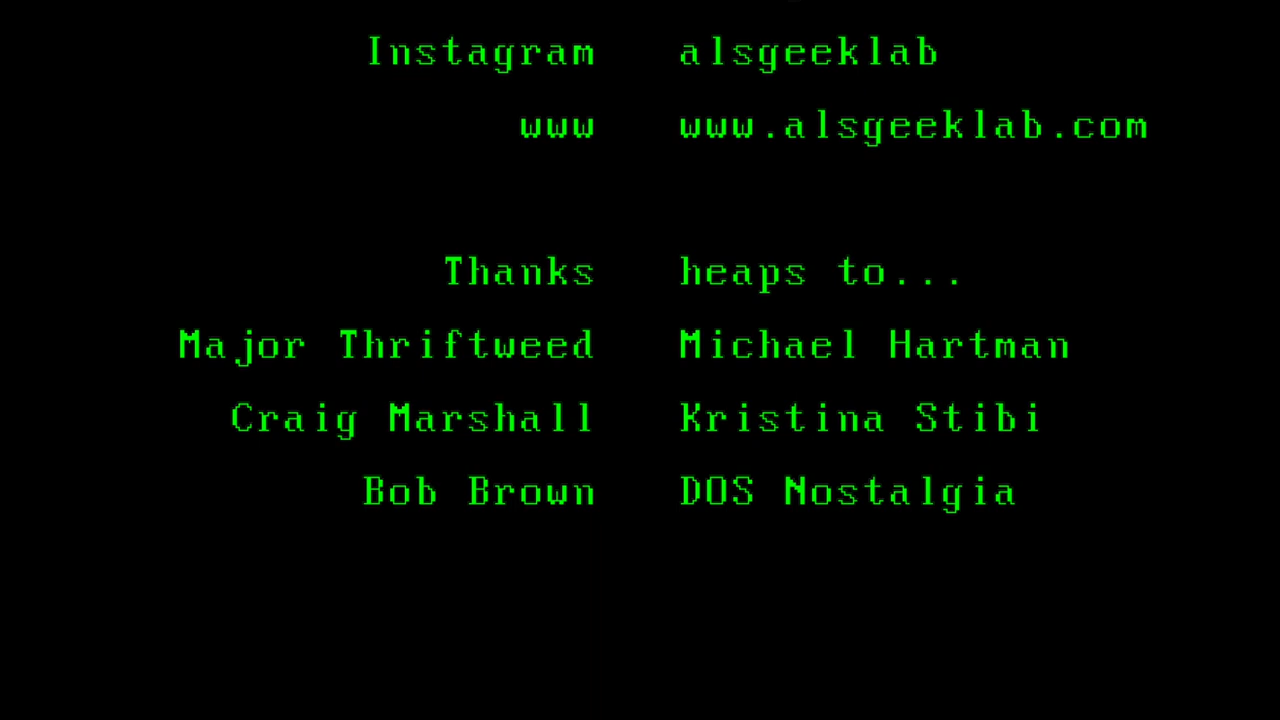 Instagram alsgeeklab
www www.alsgeeklab.com
Thanks heaps to...
Major Thriftweed Michael Hartman
Craig Marshall Kristina Stibi
Bob Brown DOS Nostalgia